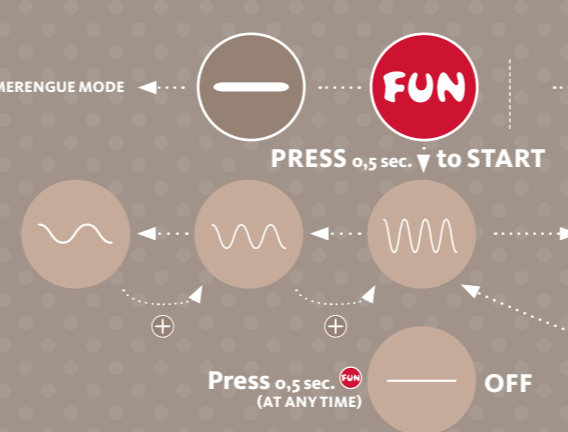 FUN
MERENGUE MODE
PRESS 0,5 sec. to START
Press 0,5 sec. FUN
(AT ANY TIME)
OFF